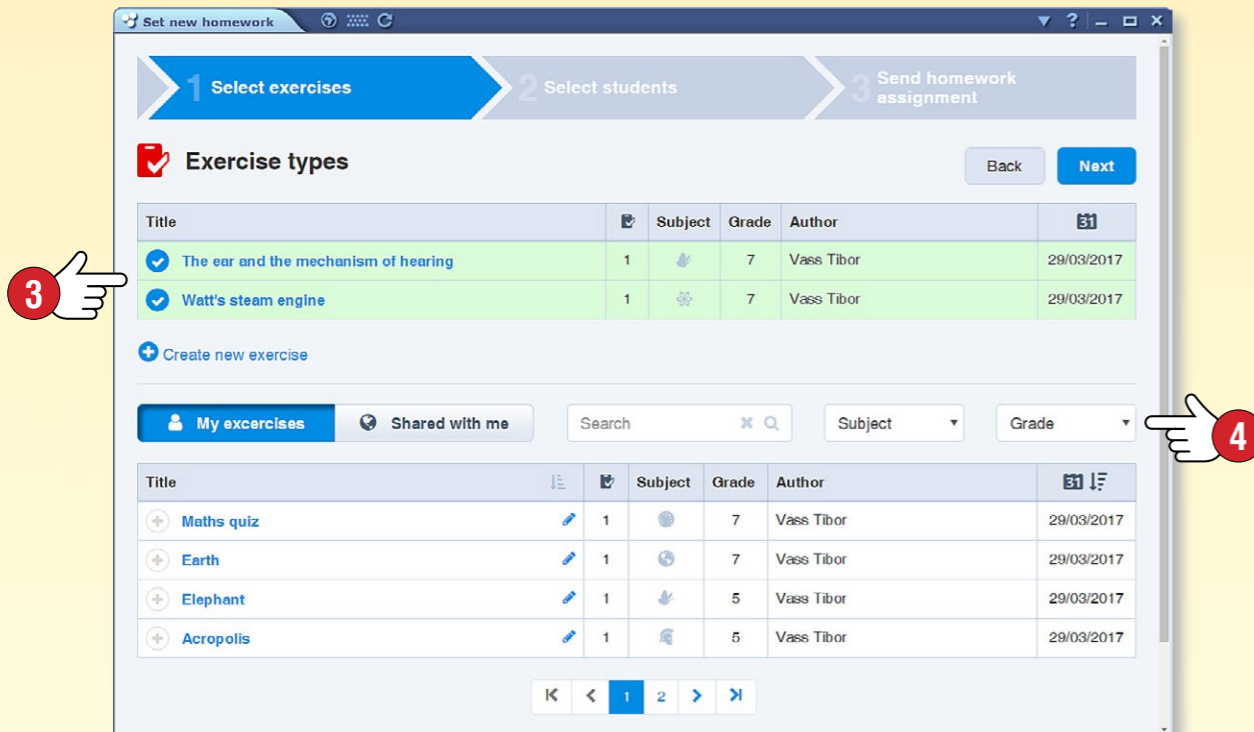 Set new homework
?
1 Select exercises
2 Select students
3 Send homework
assignment
Exercise types
Back
Next
Title Subject Grade Author 31
The ear and the mechanism of hearing 1 7 Vass Tibor 29/03/2017
3
Watt's steam engine 1 7 Vass Tibor 29/03/2017
Create new exercise
My excercises
Shared with me
Search
Subject
Grade
4
Title Subject Grade Author 31
Maths quiz 1 7 Vass Tibor 29/03/2017
Earth 1 7 Vass Tibor 29/03/2017
Elephant 1 5 Vass Tibor 29/03/2017
Acropolis 1 5 Vass Tibor 29/03/2017
1 2